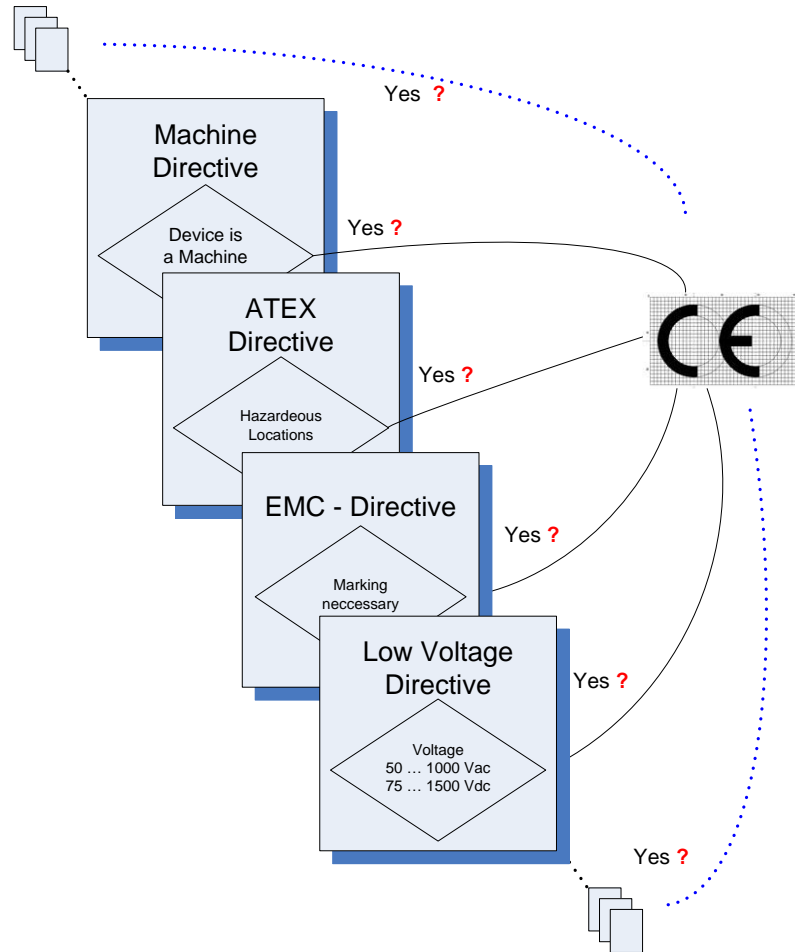 Yes ?
Machine
Directive
Device is
a Machine
Yes ?
ATEX
Directive
Hazardeous
Locations
Yes ?
EMC - Directive
Marking
neccessary
Yes ?
Low Voltage
Directive
Voltage
50 … 1000 Vac
75 … 1500 Vdc
Yes ?
Yes ?
CE